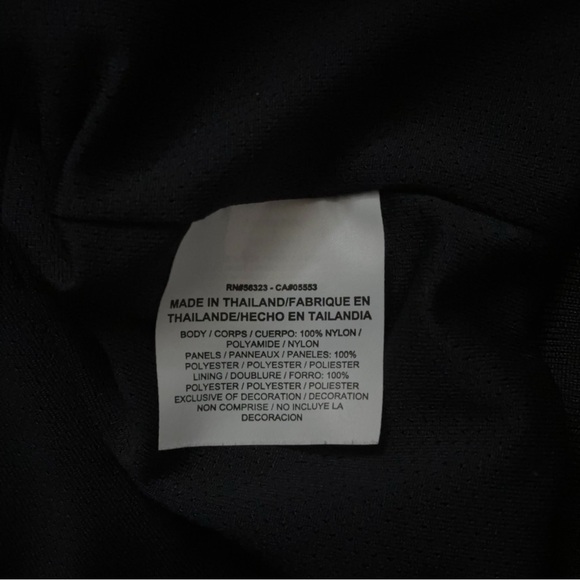 RN#56323 - CA#05553
MADE IN THAILAND/FABRIQUE EN
THAILANDE/HECHO EN TAILANDIA
BODY / CORPS / CUERPO: 100% NYLON /
POLYAMIDE / NYLON
PANELS / PANNEAUX / PANELES: 100%
POLYESTER / POLYESTER / POLIESTER
LINING / DOUBLURE / FORRO: 100%
POLYESTER / POLYESTER / POLIESTER
EXCLUSIVE OF DECORATION / DECORATION
NON COMPRISE / NO INCLUYE LA
DECORACION